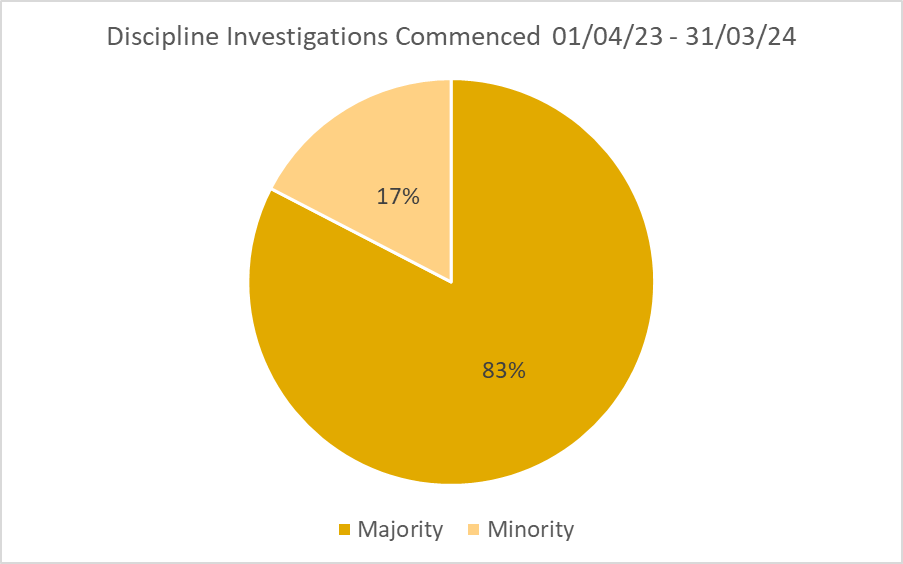 Discipline Investigations Commenced 01/04/23 - 31/03/24
17%
83%
Majority Minority